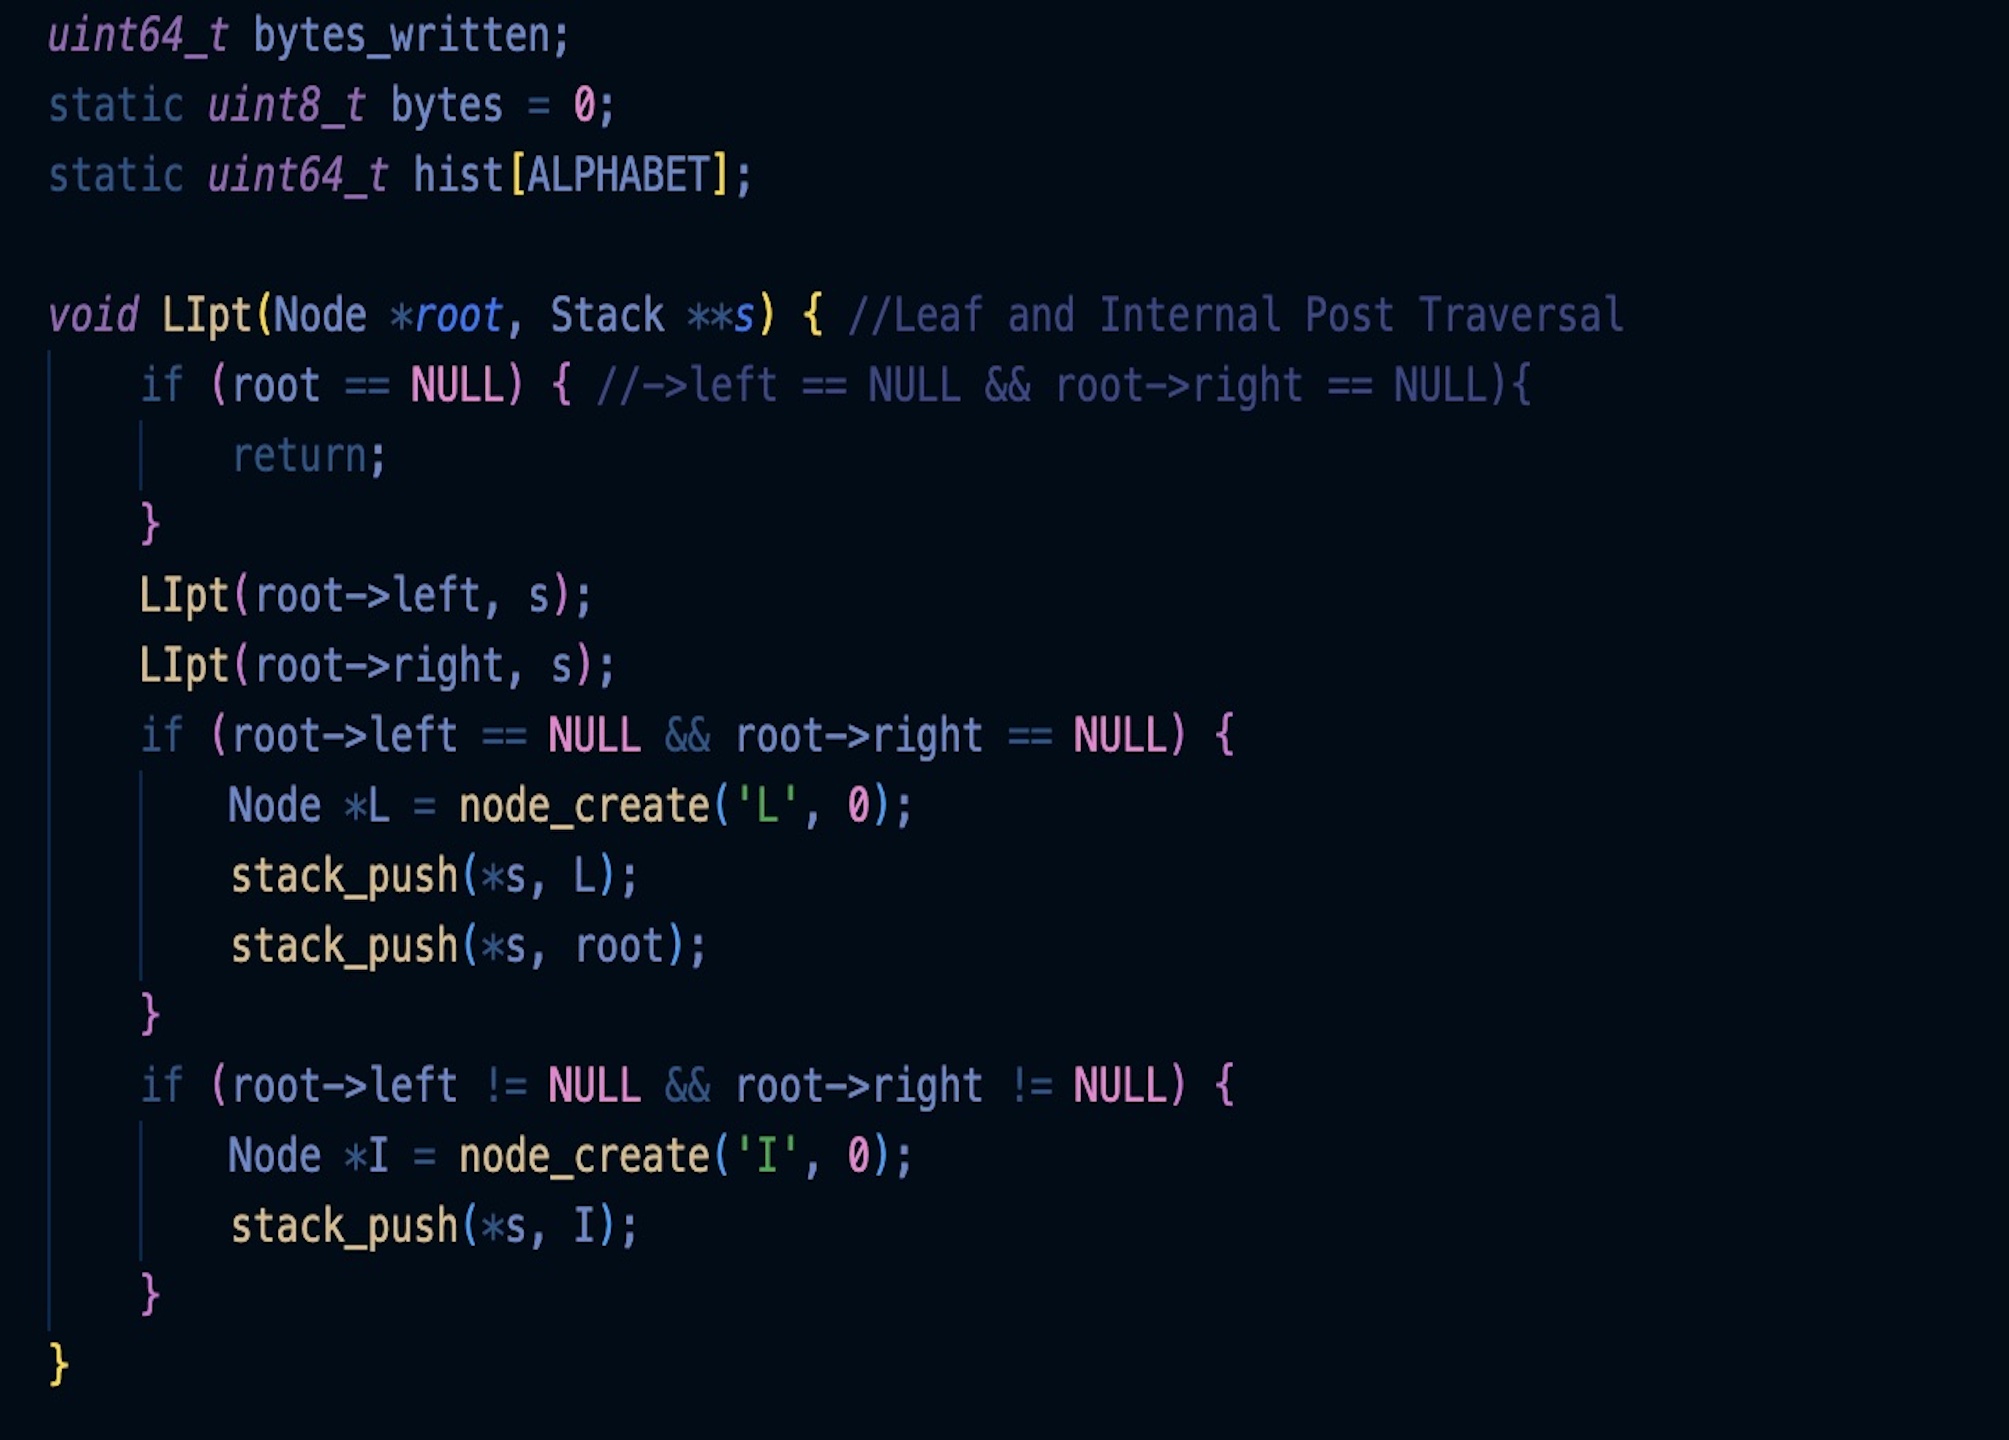 uint64_t bytes_written;
static uint8_t bytes = 0;
static uint64_t hist[ALPHABET];
void LIpt(Node *root, Stack **s) { //Leaf and Internal Post Traversal
if (root == NULL) { //->left == NULL && root->right == NULL){
return;
}
LIpt(root->left, s);
LIpt(root->right, s);
if (root->left == NULL && root->right == NULL) {
Node *L = node_create('L', 0);
stack_push(*s, L);
stack_push(*s, root);
}
if (root->left != NULL && root->right != NULL) {
Node *I = node_create('I', 0);
stack_push(*s, I);
}
}